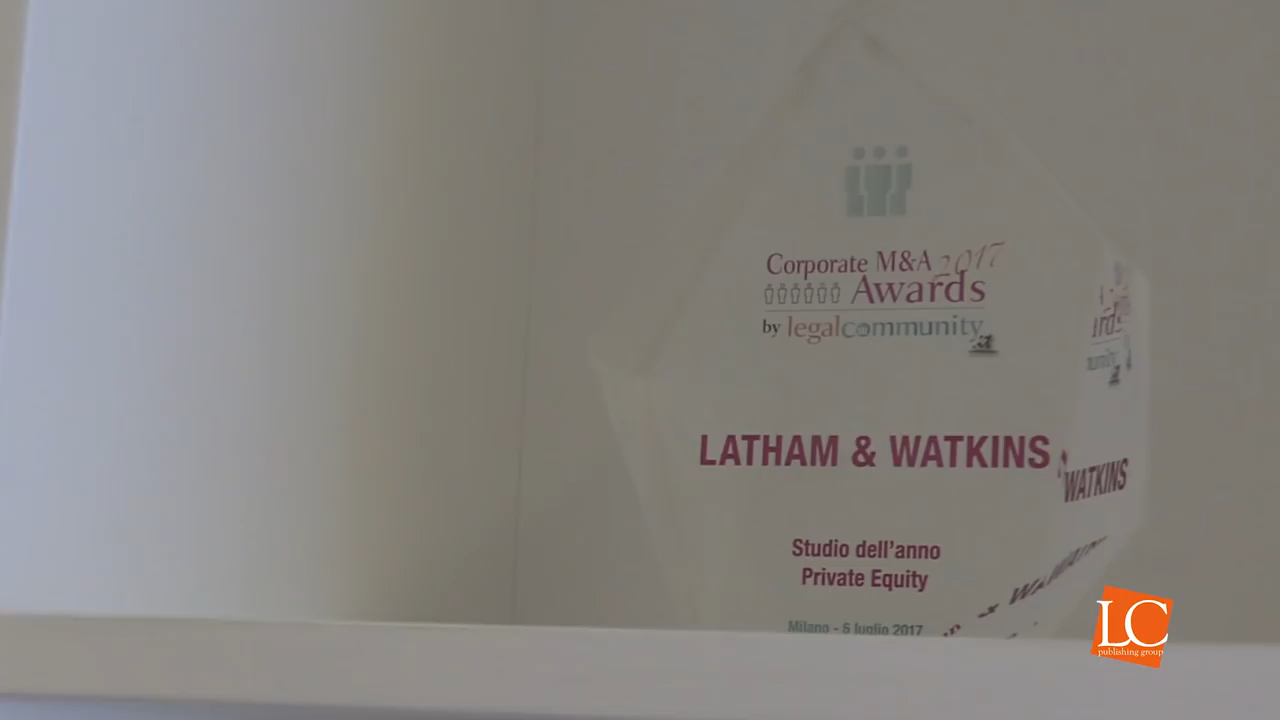 Corporate M&A 2017
Awards
by legalcommunity.it
LATHAM & WATKINS
WATKINS
Studio dell'anno
Private Equity
Milano - 5 luglio 2017
LC
publishing group